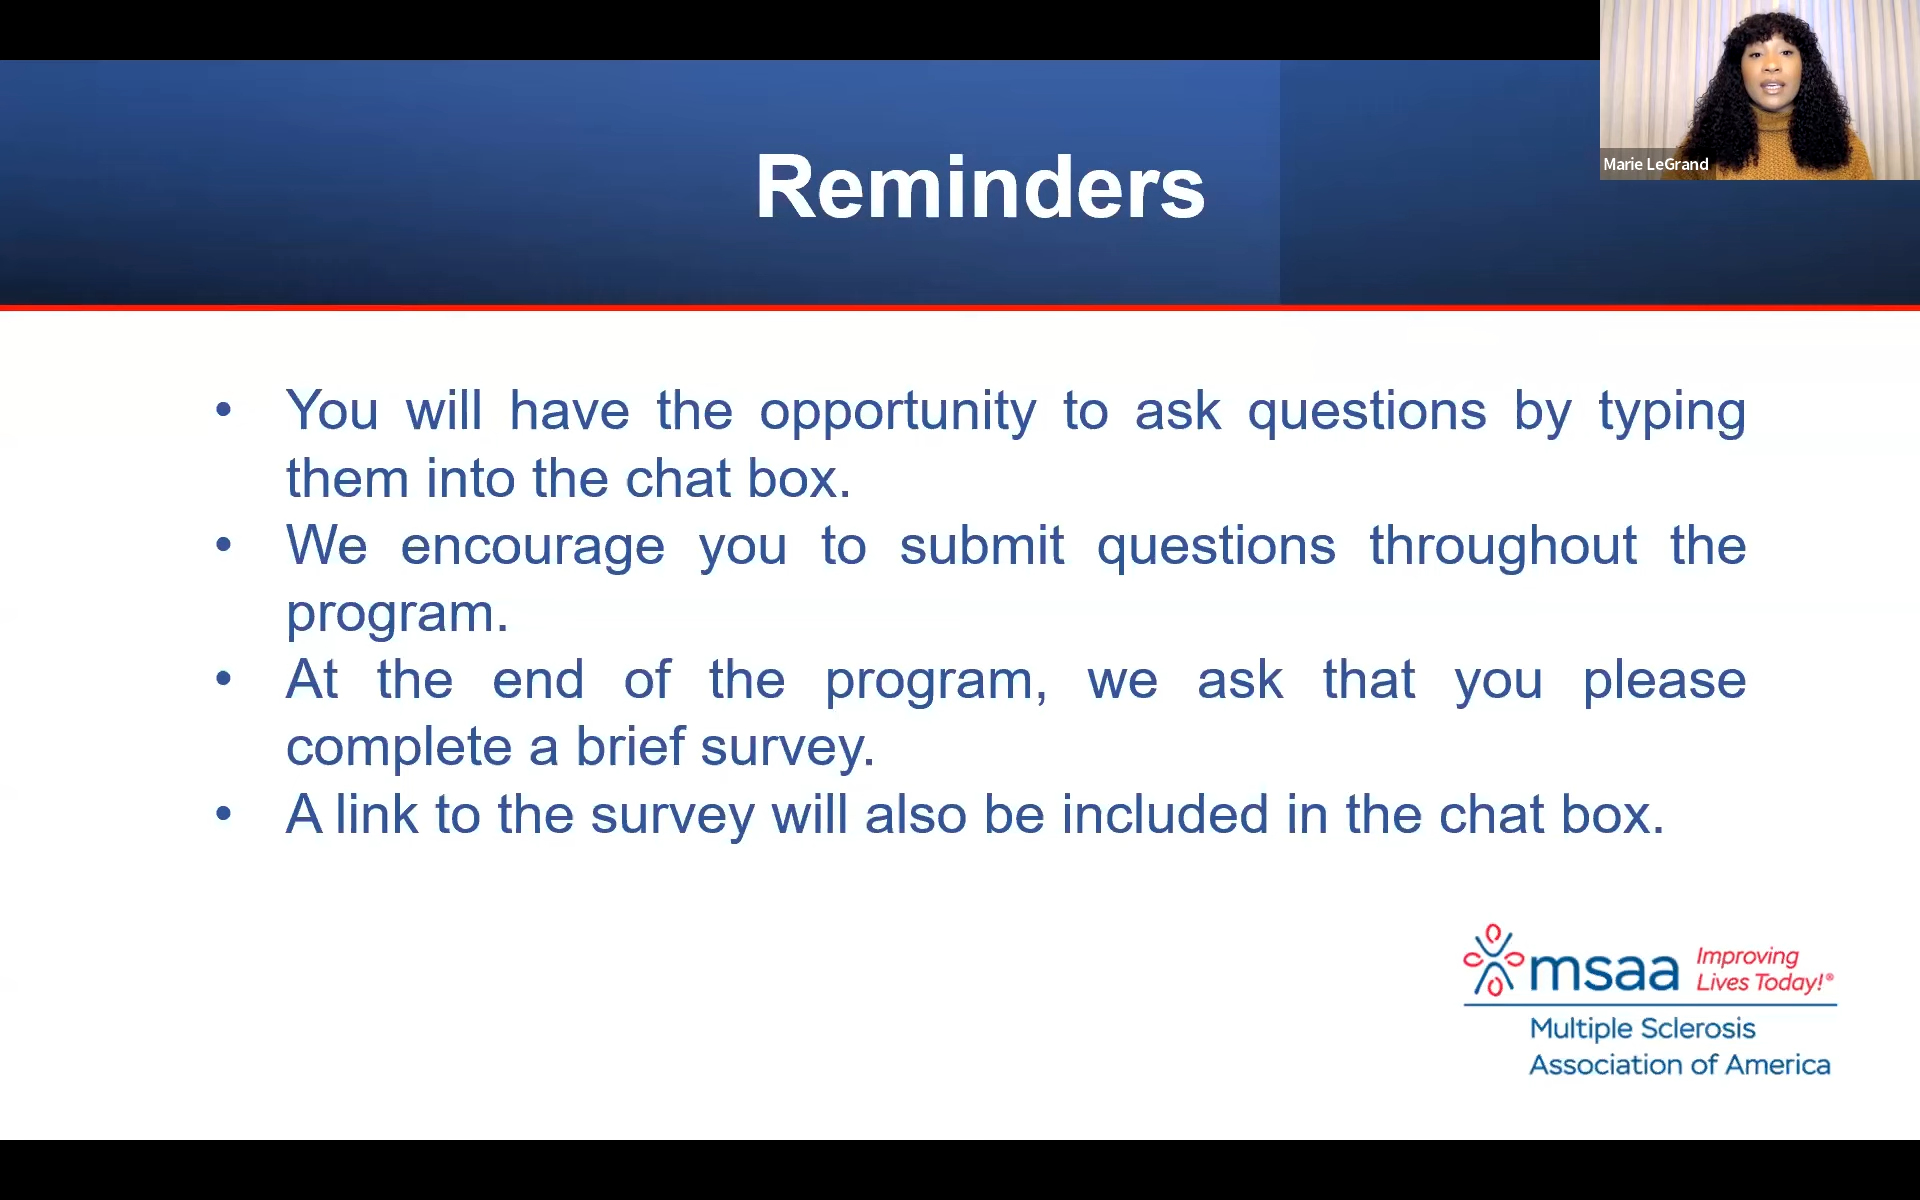 Marie LeGrand
Reminders
• You will have the opportunity to ask questions by typing
them into the chat box.
• We encourage you to submit questions throughout the
program.
• At the end of the program, we ask that you please
complete a brief survey.
• A link to the survey will also be included in the chat box.
msaa Improving
Lives Today!®
Multiple Sclerosis
Association of America